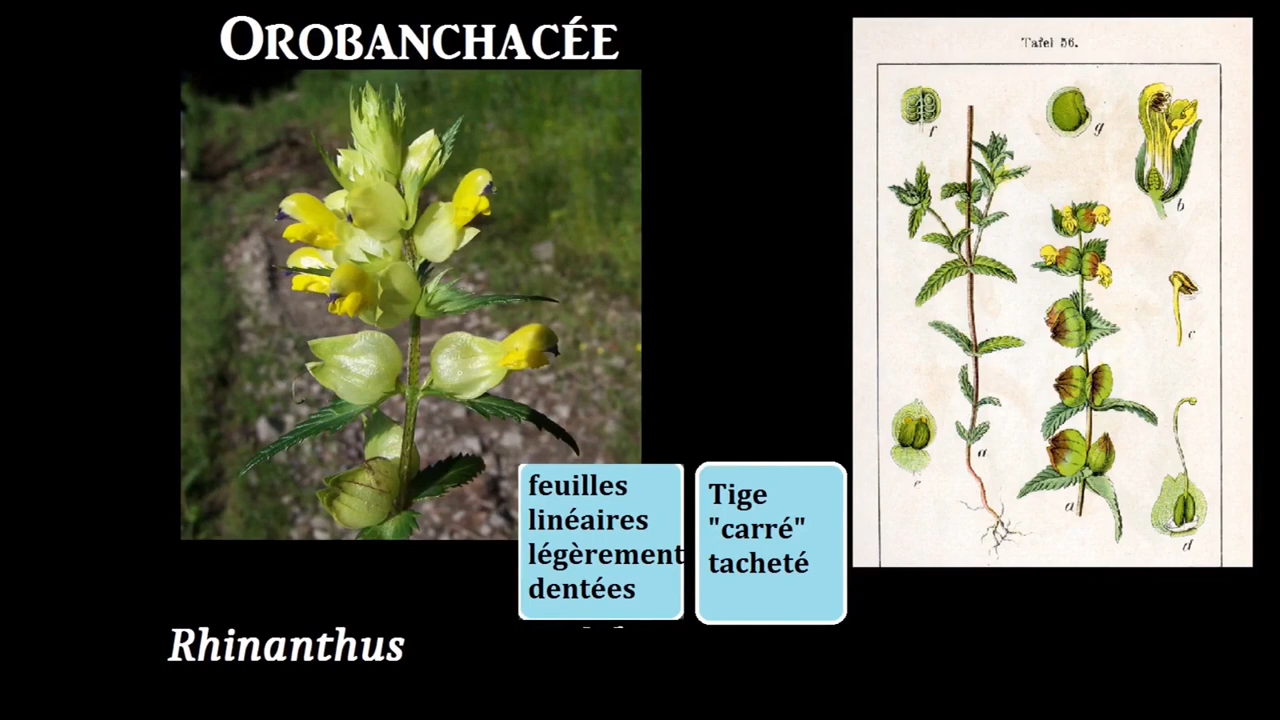 OROBANCHACÉE
Tafel 56.
f
g
b
c
a
e
a
d
feuilles
linéaires
légèrement
dentées
Tige
"carré"
tacheté
Rhinanthus